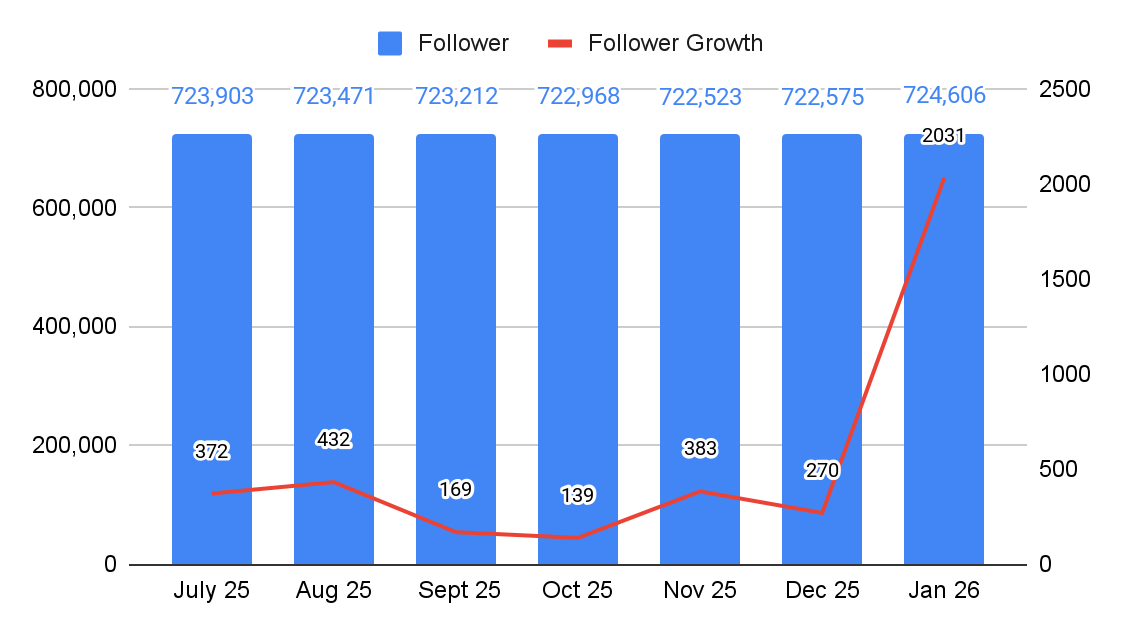 Follower Follower Growth
800,000 723,903 723,471 723,212 722,968 722,523 722,575 724,606 2500
2031
2000
600,000
1500
400,000
1000
372 432 169 139 383 270
200,000 500
0 0
July 25 Aug 25 Sept 25 Oct 25 Nov 25 Dec 25 Jan 26